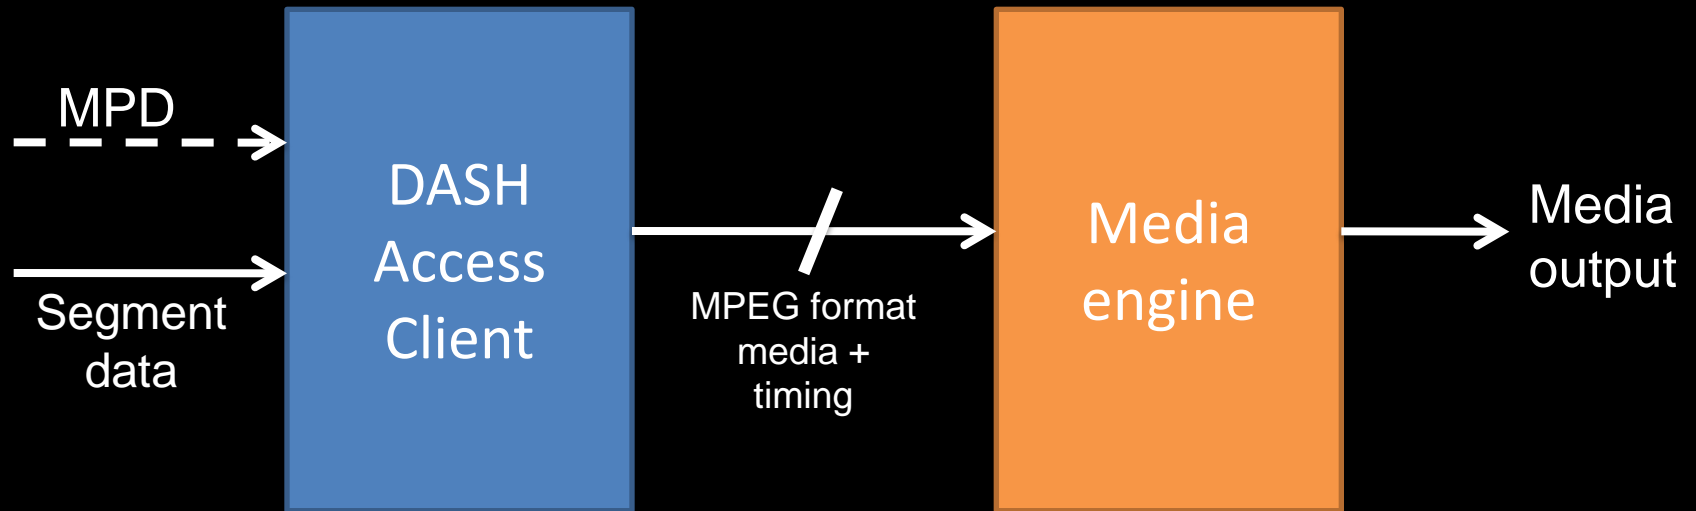 MPD
Segment
data
DASH
Access
Client
MPEG format
media +
timing
Media
engine
Media
output